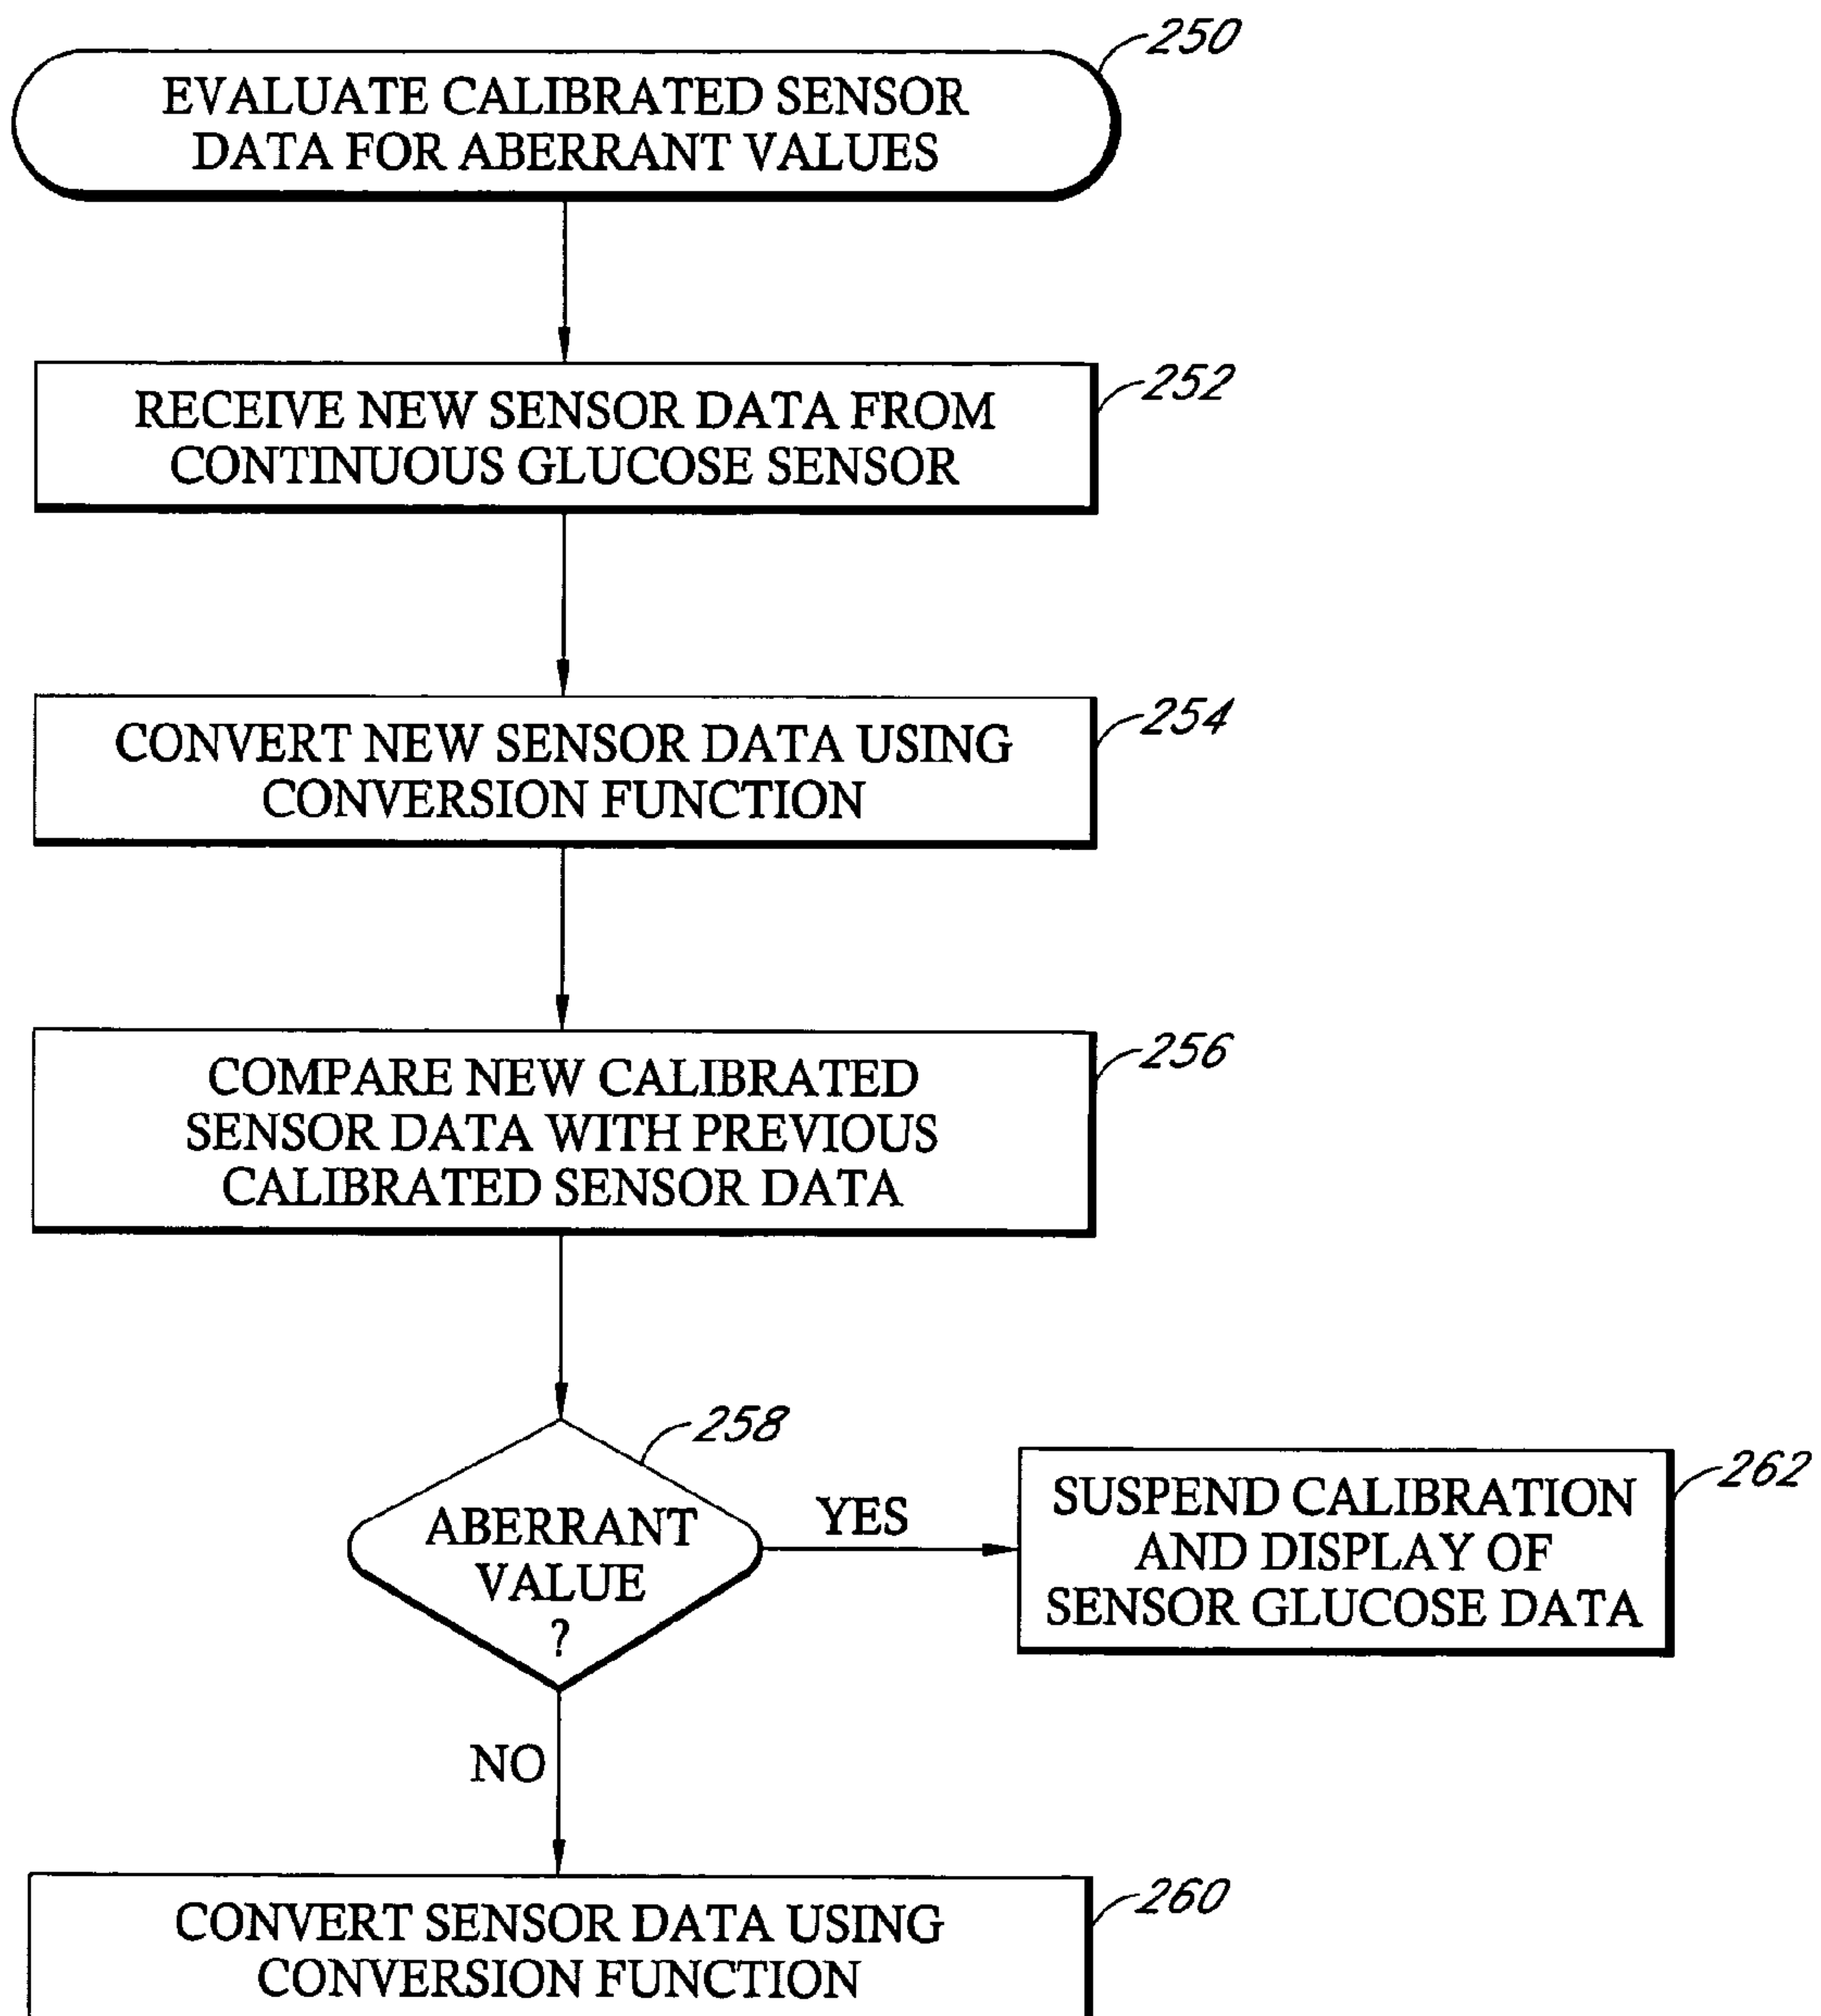 250
EVALUATE CALIBRATED SENSOR
DATA FOR ABERRANT VALUES
252
RECEIVE NEW SENSOR DATA FROM
CONTINUOUS GLUCOSE SENSOR
254
CONVERT NEW SENSOR DATA USING
CONVERSION FUNCTION
256
COMPARE NEW CALIBRATED
SENSOR DATA WITH PREVIOUS
CALIBRATED SENSOR DATA
258
ABERRANT
VALUE
?
YES
262
SUSPEND CALIBRATION
AND DISPLAY OF
SENSOR GLUCOSE DATA
NO
260
CONVERT SENSOR DATA USING
CONVERSION FUNCTION